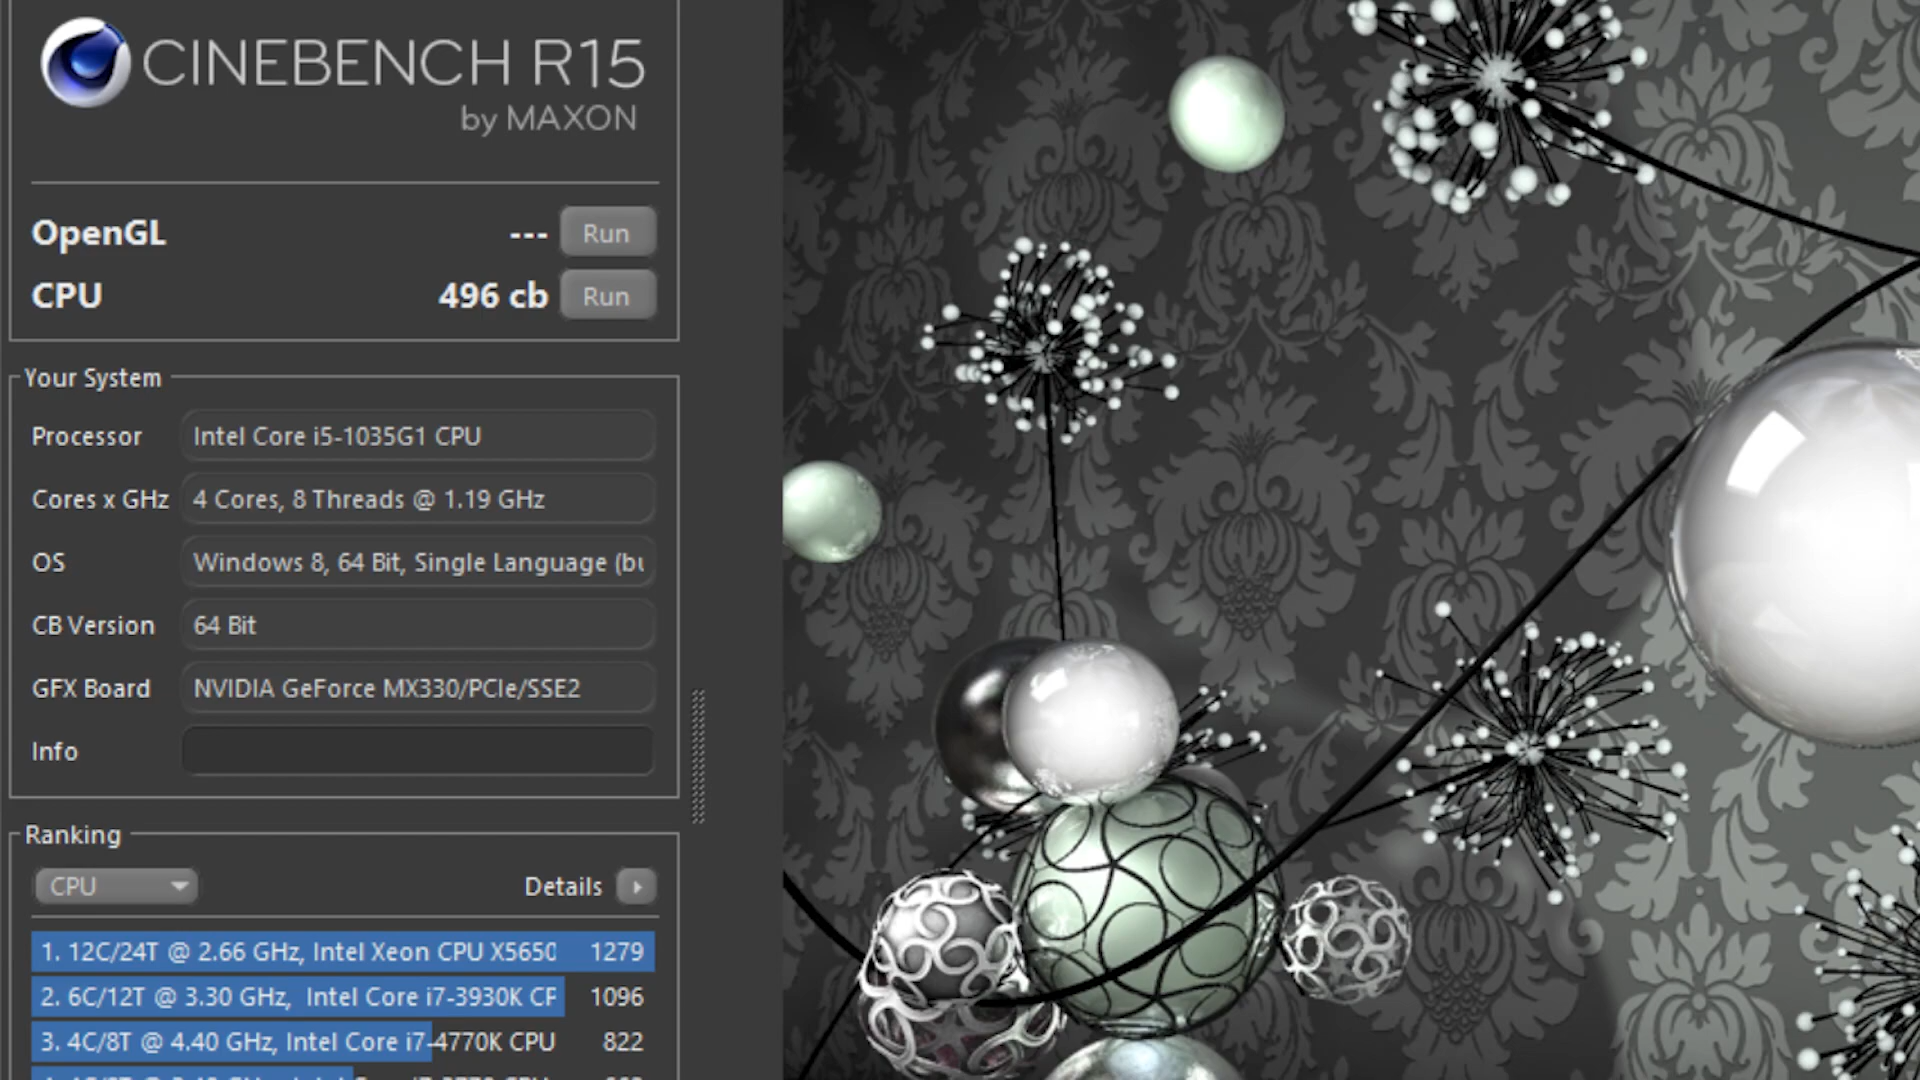 CINEBENCH R15
by MAXON
OpenGL --- Run
CPU 496 cb Run
Your System
Processor Intel Core i5-1035G1 CPU
Cores x GHz 4 Cores, 8 Threads @ 1.19 GHz
OS Windows 8, 64 Bit, Single Language (bu
CB Version 64 Bit
GFX Board NVIDIA GeForce MX330/PCIe/SSE2
Info
Ranking
CPU Details
1. 12C/24T @ 2.66 GHz, Intel Xeon CPU X5650 1279
2. 6C/12T @ 3.30 GHz, Intel Core i7-3930K CP 1096
3. 4C/8T @ 4.40 GHz, Intel Core i7-4770K CPU 822